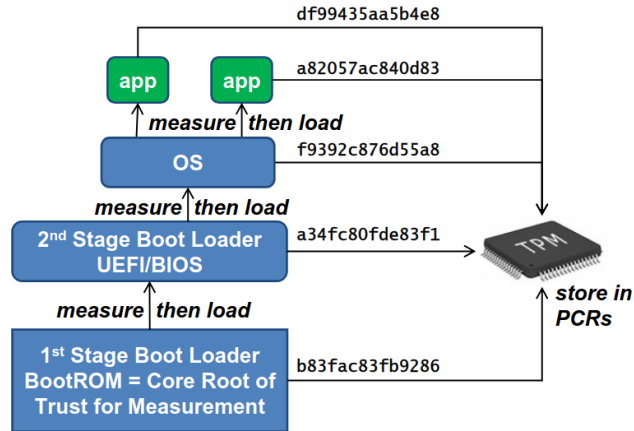 df99435aa5b4e8
app
app
a82057ac840d83
measure then load
OS
f9392c876d55a8
measure then load
2nd Stage Boot Loader
UEFI/BIOS
a34fc80fde83f1
TPM
measure then load
store in
PCRs
1st Stage Boot Loader
BootROM = Core Root of
Trust for Measurement
b83fac83fb9286